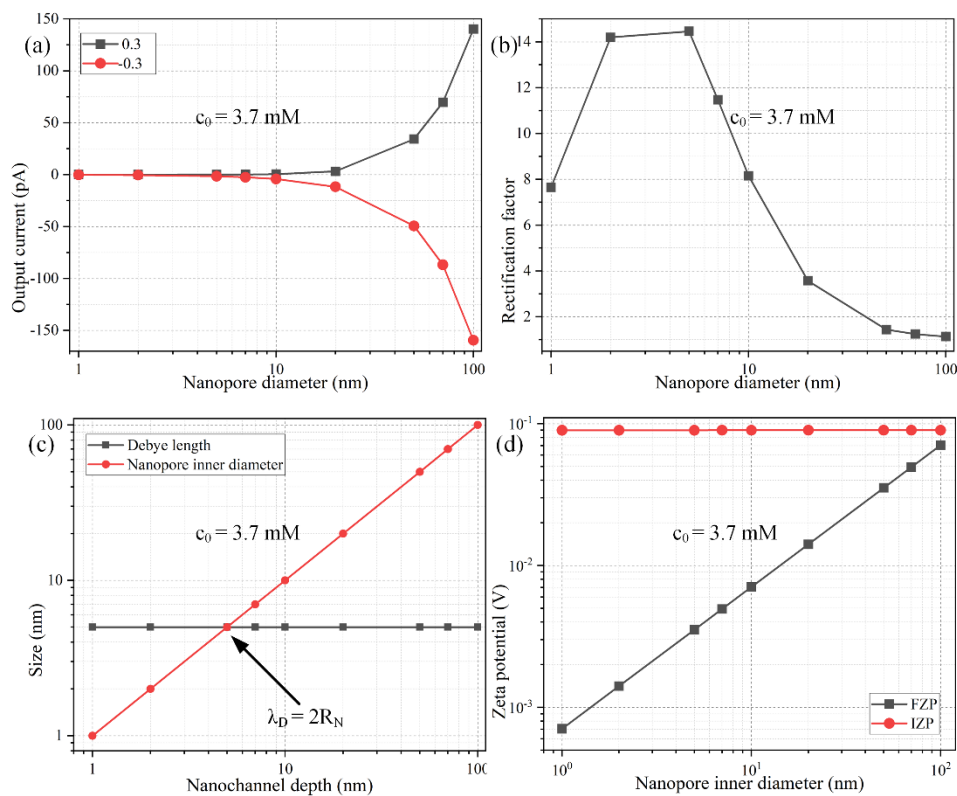 (a)
0.3
-0.3
c₀ = 3.7 mM
150
100
50
0
-50
-100
-150
Output current (pA)
1
10
100
Nanopore diameter (nm)
(b)
c₀ = 3.7 mM
14
12
10
8
6
4
2
Rectification factor
1
10
100
Nanopore diameter (nm)
(c)
Debye length
Nanopore inner diameter
c₀ = 3.7 mM
λ_D = 2R_N
100
10
1
Size (nm)
1
10
100
Nanochannel depth (nm)
(d)
c₀ = 3.7 mM
FZP
IZP
10⁻¹
10⁻²
10⁻³
Zeta potential (V)
10⁰
10¹
10²
Nanopore inner diameter (nm)